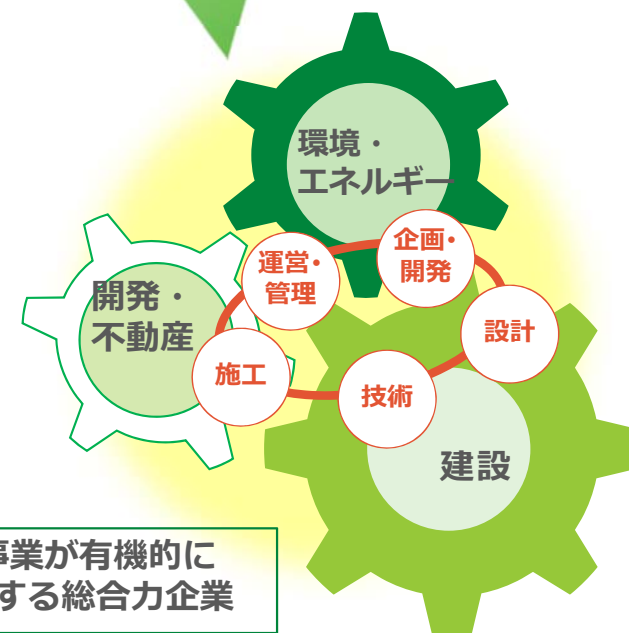 環境・
エネルギー
企画・
開発
運営・
管理
開発・
不動産
設計
施工
技術
建設
事業が有機的に
する総合力企業